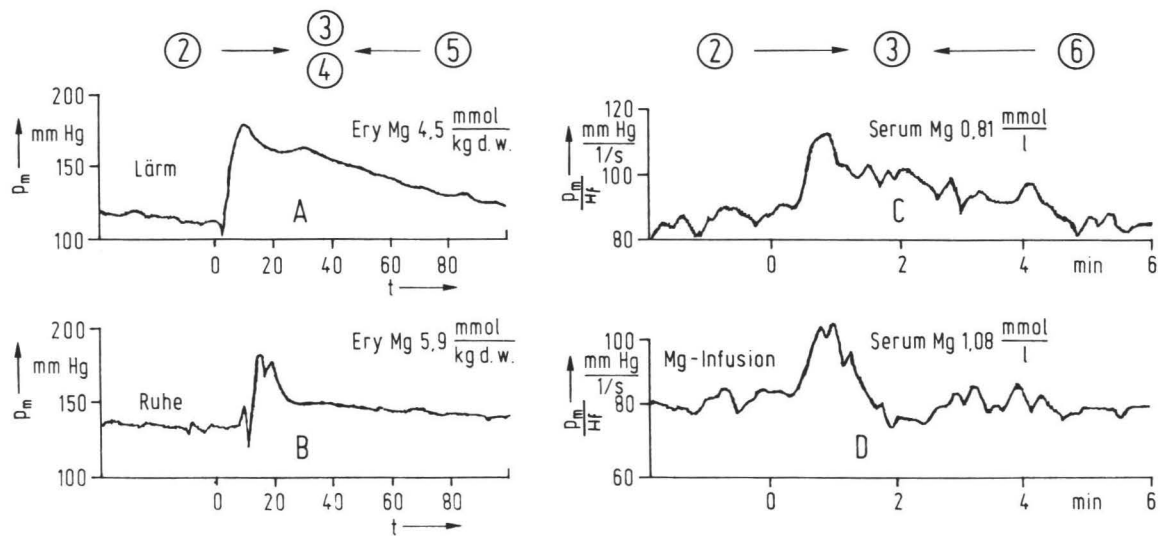 ② → ③ ← ⑤
④
② → ③ ← ⑥
200
mm Hg
150
100
p_m
Lärm
Ery Mg 4,5 mmol/kg d.w.
A
0 20 40 60 80
t
120
mm Hg
1/s
100
80
p_m/Hf
Serum Mg 0,81 mmol/l
C
0 2 4 min 6
200
mm Hg
150
100
p_m
Ruhe
Ery Mg 5,9 mmol/kg d.w.
B
0 20 40 60 80
t
100
mm Hg
1/s
80
60
p_m/Hf
Mg-Infusion
Serum Mg 1,08 mmol/l
D
0 2 4 min 6